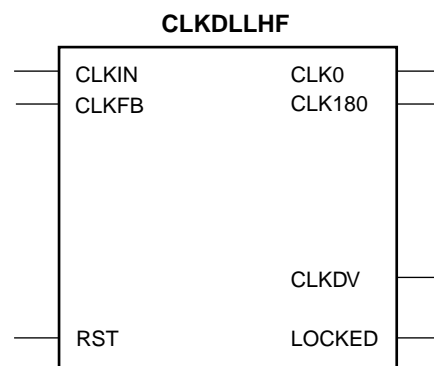 CLKDLLHF
CLKIN CLK0
CLKFB CLK180
CLKDV
RST LOCKED